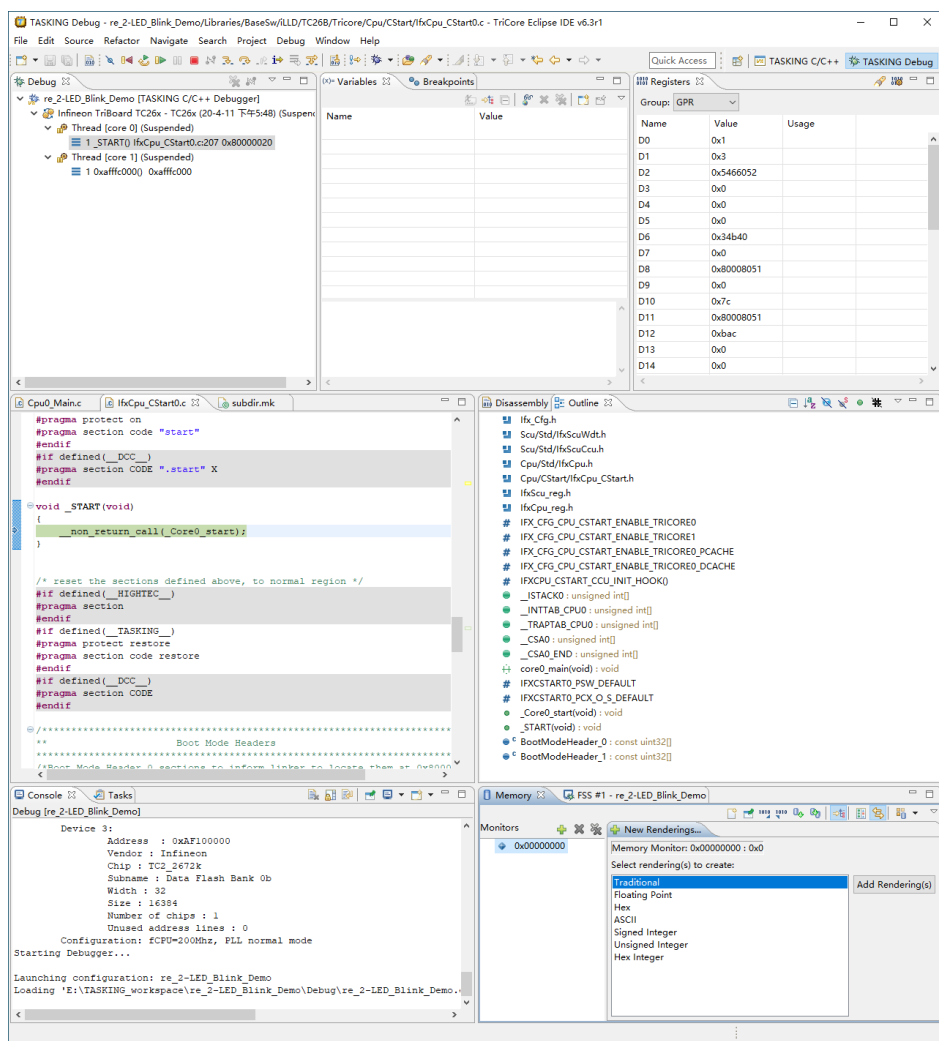 TASKING Debug - re_2-LED_Blink_Demo/Libraries/BaseSw/iLLD/TC26B/Tricore/Cpu/CStart/IfxCpu_CStart0.c - TriCore Eclipse IDE v6.3r1
File Edit Source Refactor Navigate Search Project Debug Window Help
Quick Access
TASKING C/C++
TASKING Debug
Debug
re_2-LED_Blink_Demo [TASKING C/C++ Debugger]
Infineon TriBoard TC26x - TC26x (20-4-11 下午5:48) (Suspen
Thread [core 0] (Suspended)
1 _START() IfxCpu_CStart0.c:207 0x80000020
Thread [core 1] (Suspended)
1 0xafffc000() 0xafffc000
(x)= Variables
Breakpoints
Name Value
Registers
Group: GPR
Name Value Usage
D0 0x1
D1 0x3
D2 0x5466052
D3 0x0
D4 0x0
D5 0x0
D6 0x34b40
D7 0x0
D8 0x80008051
D9 0x0
D10 0x7c
D11 0x80008051
D12 0xbac
D13 0x0
D14 0x0
Cpu0_Main.c
IfxCpu_CStart0.c
subdir.mk
#pragma protect on
#pragma section code "start"
#endif
#if defined(__DCC__)
#pragma section CODE ".start" X
#endif
void _START(void)
{
__non_return_call(_Core0_start);
}
/* reset the sections defined above, to normal region */
#if defined(__HIGHTEC__)
#pragma section
#endif
#if defined(__TASKING__)
#pragma protect restore
#pragma section code restore
#endif
#if defined(__DCC__)
#pragma section CODE
#endif
/*************************************************************************
** Boot Mode Headers
*************************************************************************
/*Boot Mode Header 0 sections to inform linker to locate them at 0x8000
Disassembly
Outline
Ifx_Cfg.h
Scu/Std/IfxScuWdt.h
Scu/Std/IfxScuCcu.h
Cpu/Std/IfxCpu.h
Cpu/CStart/IfxCpu_CStart.h
IfxScu_reg.h
IfxCpu_reg.h
# IFX_CFG_CPU_CSTART_ENABLE_TRICORE0
# IFX_CFG_CPU_CSTART_ENABLE_TRICORE1
# IFX_CFG_CPU_CSTART_ENABLE_TRICORE0_PCACHE
# IFX_CFG_CPU_CSTART_ENABLE_TRICORE0_DCACHE
# IFXCPU_CSTART_CCU_INIT_HOOK()
__ISTACK0 : unsigned int[]
__INTTAB_CPU0 : unsigned int[]
__TRAPTAB_CPU0 : unsigned int[]
__CSA0 : unsigned int[]
__CSA0_END : unsigned int[]
core0_main(void) : void
# IFXCSTART0_PSW_DEFAULT
# IFXCSTART0_PCX_O_S_DEFAULT
_Core0_start(void) : void
_START(void) : void
c BootModeHeader_0 : const uint32[]
c BootModeHeader_1 : const uint32[]
Console
Tasks
Debug [re_2-LED_Blink_Demo]
Device 3:
Address : 0xAF100000
Vendor : Infineon
Chip : TC2_2672k
Subname : Data Flash Bank 0b
Width : 32
Size : 16384
Number of chips : 1
Unused address lines : 0
Configuration: fCPU=200Mhz, PLL normal mode
Starting Debugger...
Launching configuration: re_2-LED_Blink_Demo
Loading 'E:\TASKING_workspace\re_2-LED_Blink_Demo\Debug\re_2-LED_Blink_Demo.
Memory
FSS #1 - re_2-LED_Blink_Demo
Monitors
0x00000000
New Renderings...
Memory Monitor: 0x00000000 : 0x0
Select rendering(s) to create:
Traditional
Floating Point
Hex
ASCII
Signed Integer
Unsigned Integer
Hex Integer
Add Rendering(s)